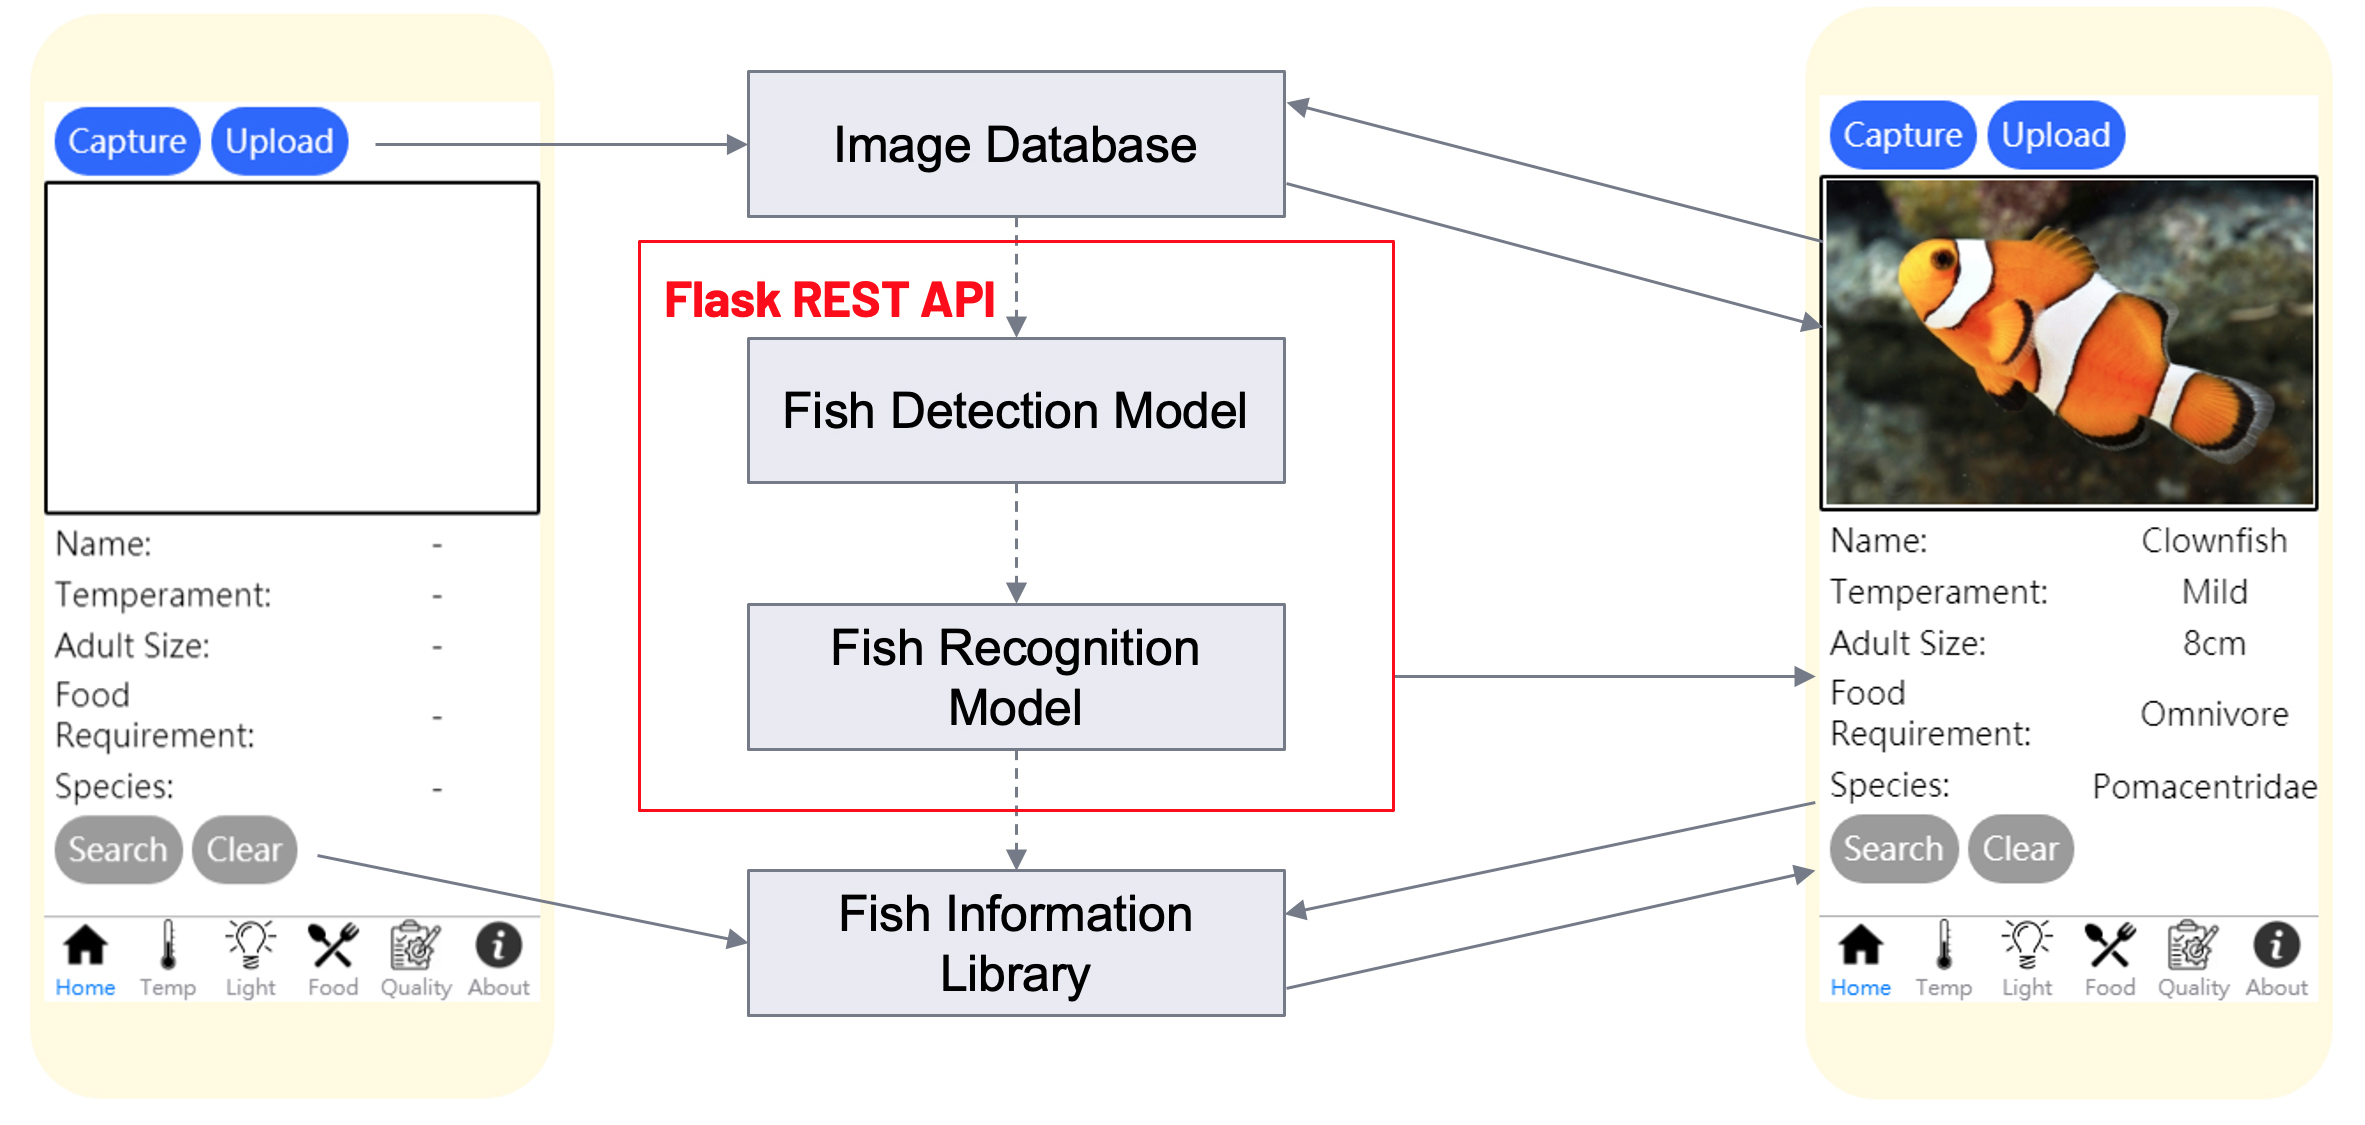 Capture Upload
Name: -
Temperament: -
Adult Size: -
Food
Requirement: -
Species: -
Search Clear
Home Temp Light Food Quality About
Image Database
Flask REST API
Fish Detection Model
Fish Recognition
Model
Fish Information
Library
Capture Upload
Name: Clownfish
Temperament: Mild
Adult Size: 8cm
Food
Requirement: Omnivore
Species: Pomacentridae
Search Clear
Home Temp Light Food Quality About